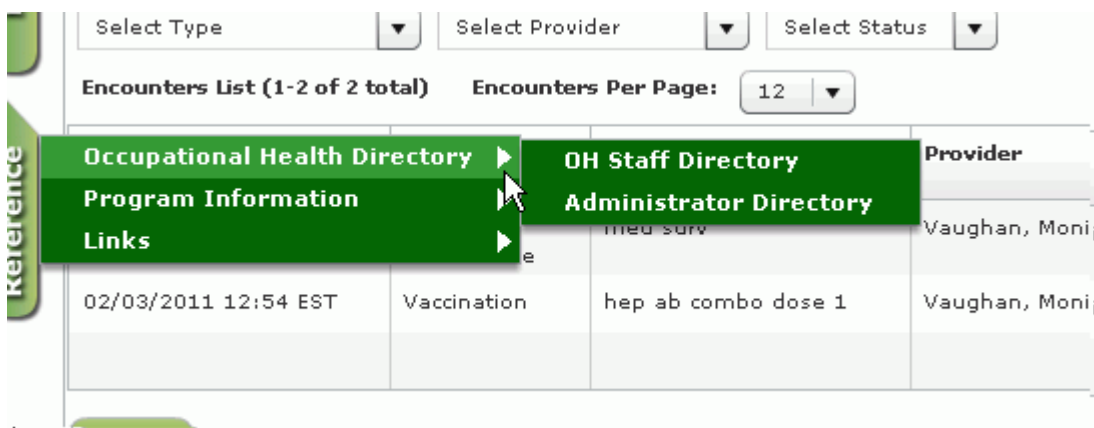 Select Type Select Provider Select Status
Encounters List (1-2 of 2 total) Encounters Per Page: 12
Reference
Occupational Health Directory OH Staff Directory Provider
Program Information Administrator Directory
Links
Vaughan, Moni
02/03/2011 12:54 EST Vaccination hep ab combo dose 1 Vaughan, Moni